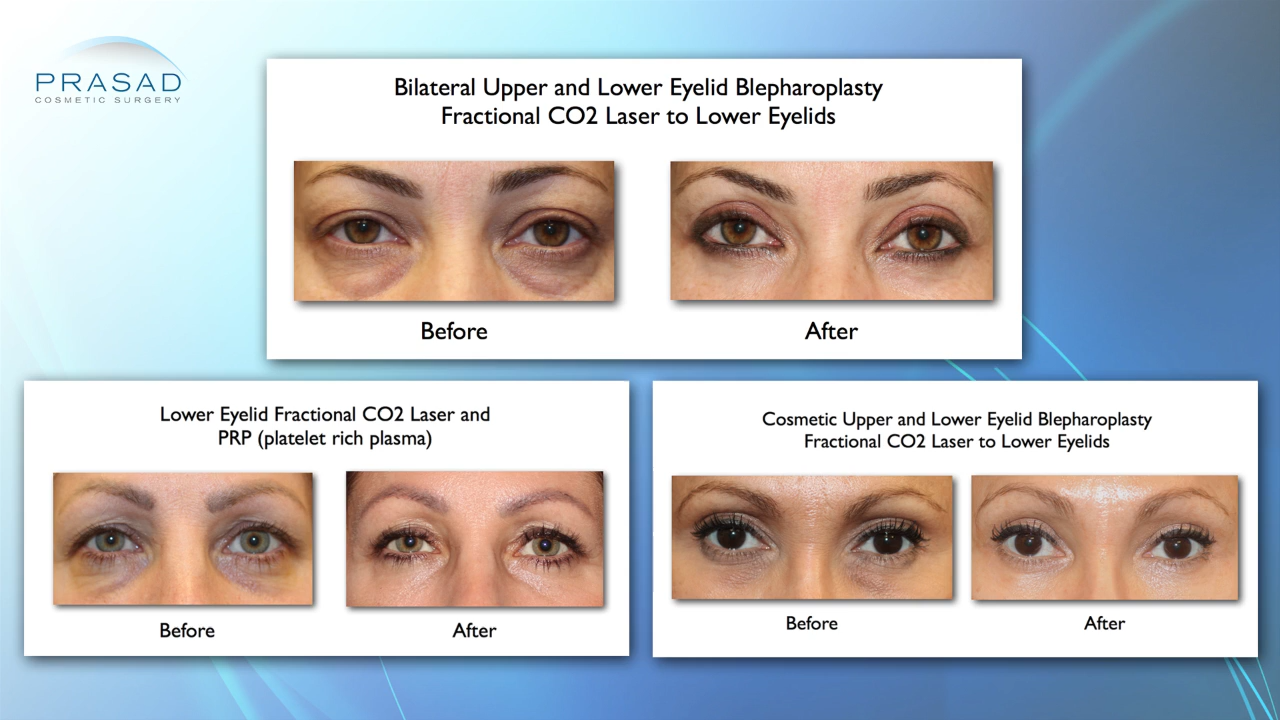 PRASAD
COSMETIC SURGERY
Bilateral Upper and Lower Eyelid Blepharoplasty
Fractional CO2 Laser to Lower Eyelids
Before
After
Lower Eyelid Fractional CO2 Laser and
PRP (platelet rich plasma)
Before
After
Cosmetic Upper and Lower Eyelid Blepharoplasty
Fractional CO2 Laser to Lower Eyelids
Before
After